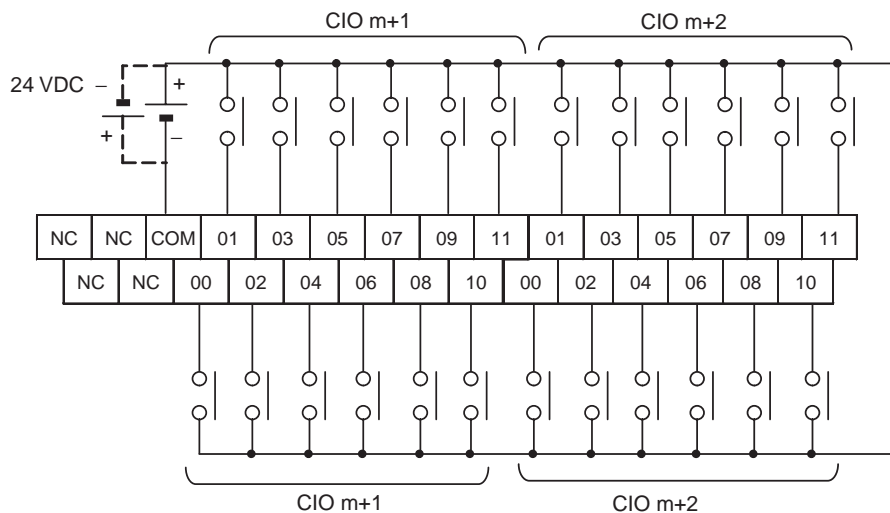 CIO m+1 CIO m+2
24 VDC – +
+ –
NC NC COM 01 03 05 07 09 11 01 03 05 07 09 11
NC NC 00 02 04 06 08 10 00 02 04 06 08 10
CIO m+1 CIO m+2